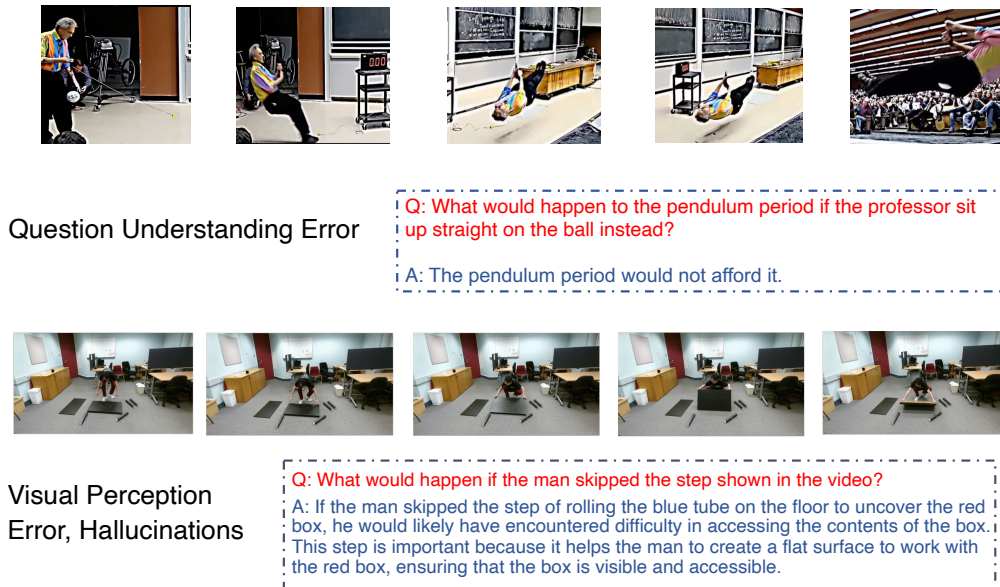 0.00
Question Understanding Error
Q: What would happen to the pendulum period if the professor sit
up straight on the ball instead?
A: The pendulum period would not afford it.
Visual Perception
Error, Hallucinations
Q: What would happen if the man skipped the step shown in the video?
A: If the man skipped the step of rolling the blue tube on the floor to uncover the red
box, he would likely have encountered difficulty in accessing the contents of the box.
This step is important because it helps the man to create a flat surface to work with
the red box, ensuring that the box is visible and accessible.